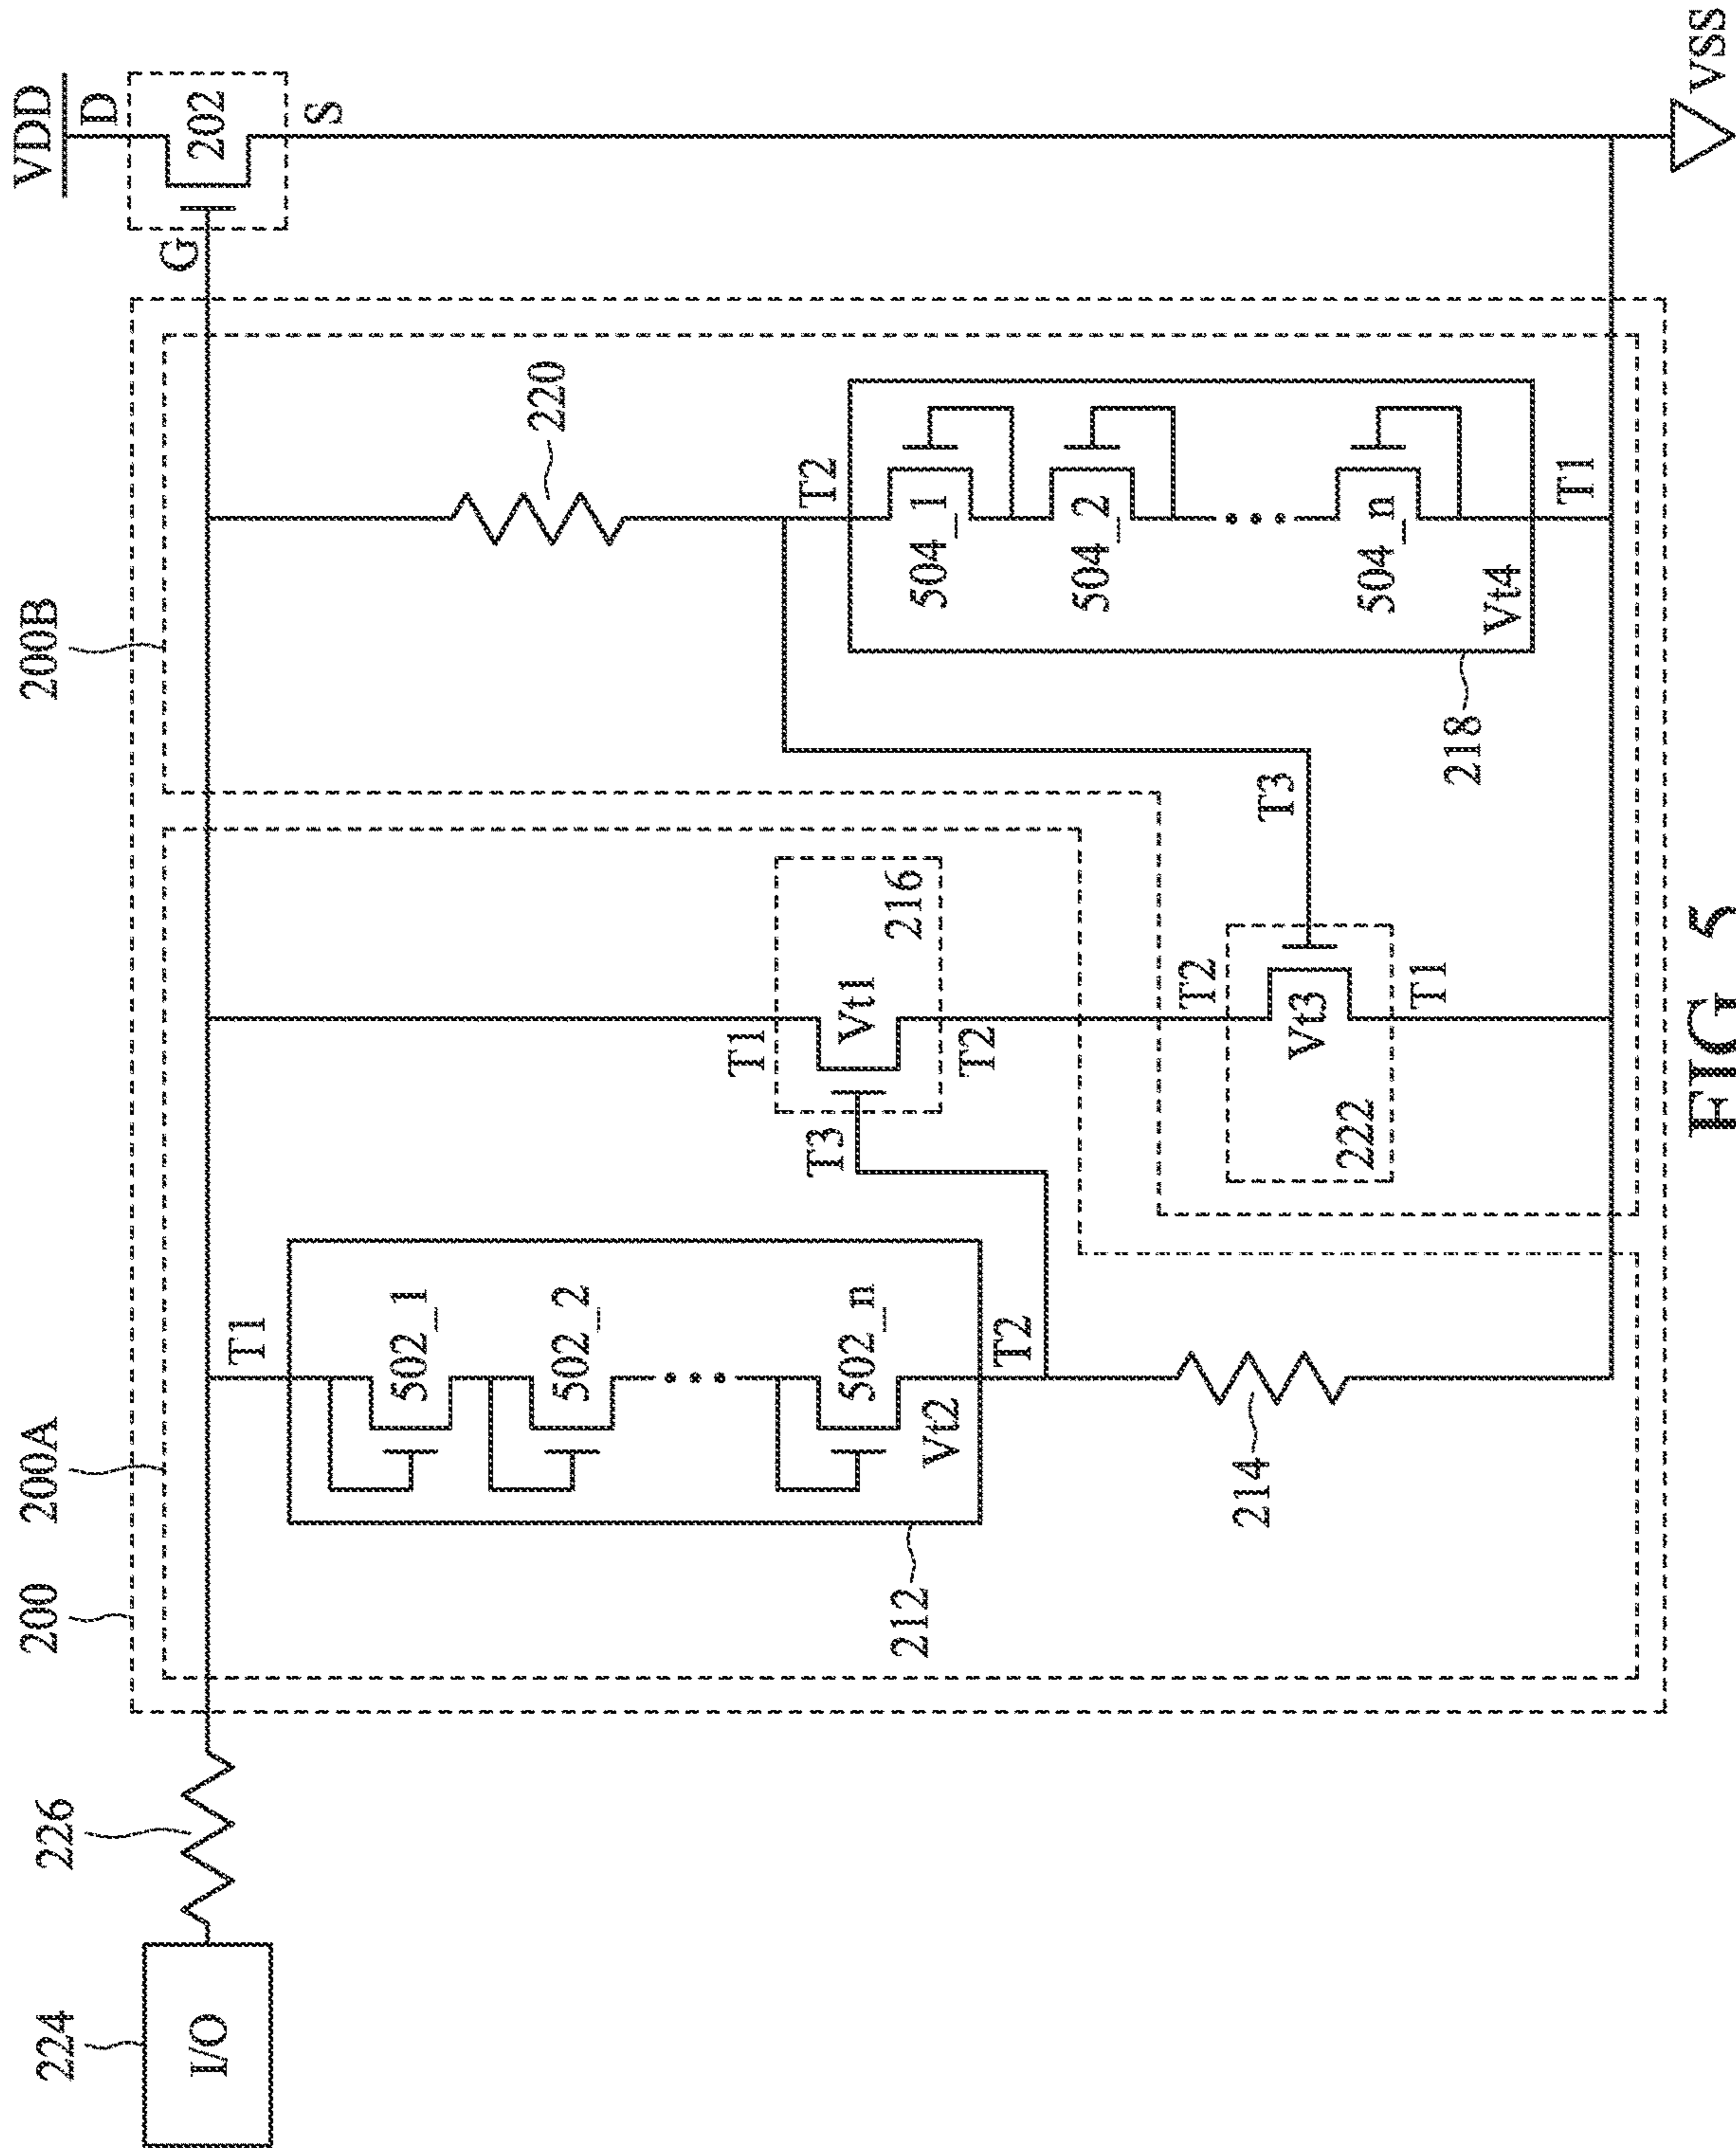 200
200A
200B
VDD
D
224
226
I/O
G
202
S
T1
220
502_1
T2
504_1
502_2
T1
Vt1
504_2
T3
216
502_n
T2
504_n
Vt2
Vt4
212
T2
T2
T3
218
214
Vt3
222
T1
T1
VSS
FIG. 5